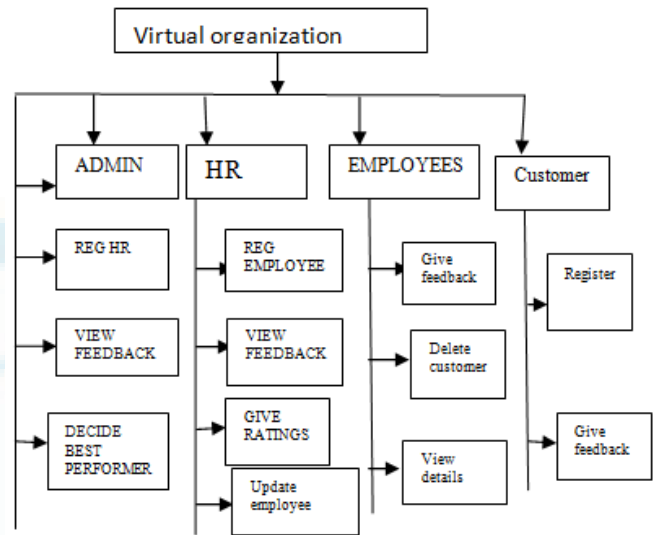 Virtual organization
ADMIN
REG HR
VIEW
FEEDBACK
DECIDE
BEST
PERFORMER
HR
REG
EMPLOYEE
VIEW
FEEDBACK
GIVE
RATINGS
Update
employee
EMPLOYEES
Give
feedback
Delete
customer
View
details
Customer
Register
Give
feedback